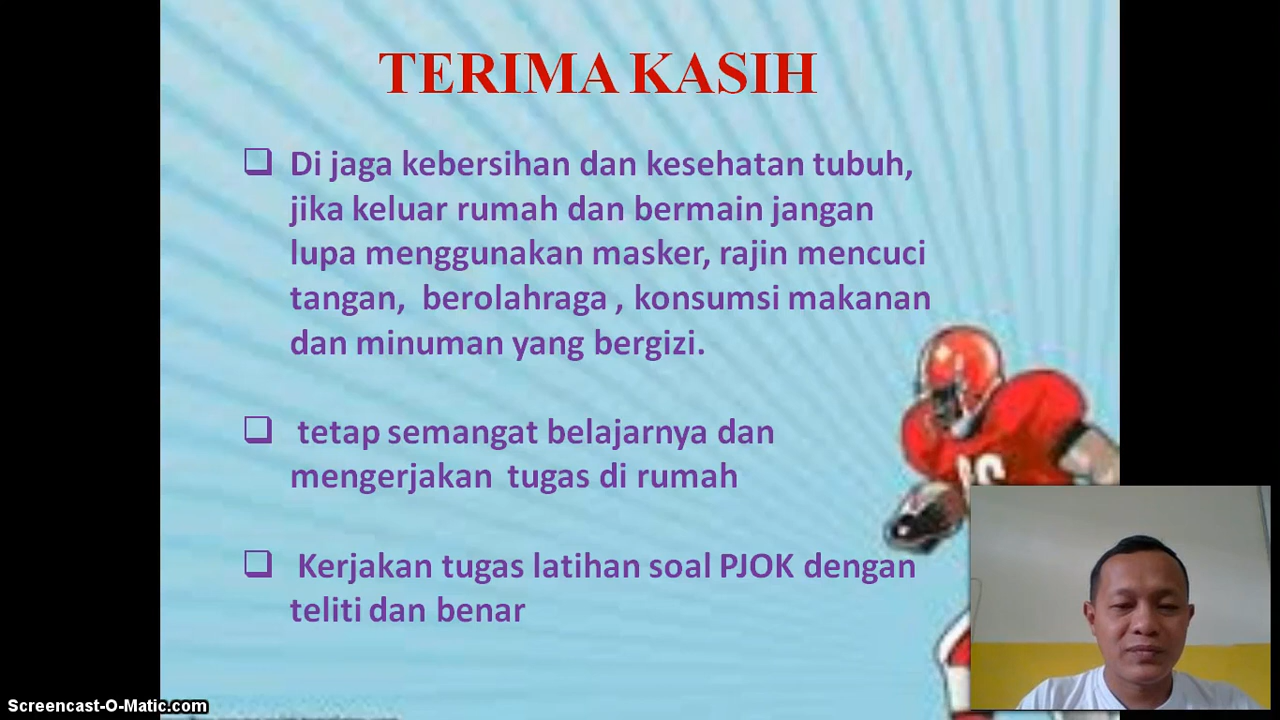 TERIMA KASIH
Di jaga kebersihan dan kesehatan tubuh,
jika keluar rumah dan bermain jangan
lupa menggunakan masker, rajin mencuci
tangan, berolahraga , konsumsi makanan
dan minuman yang bergizi.
tetap semangat belajarnya dan
mengerjakan tugas di rumah
Kerjakan tugas latihan soal PJOK dengan
teliti dan benar
Screencast-O-Matic.com